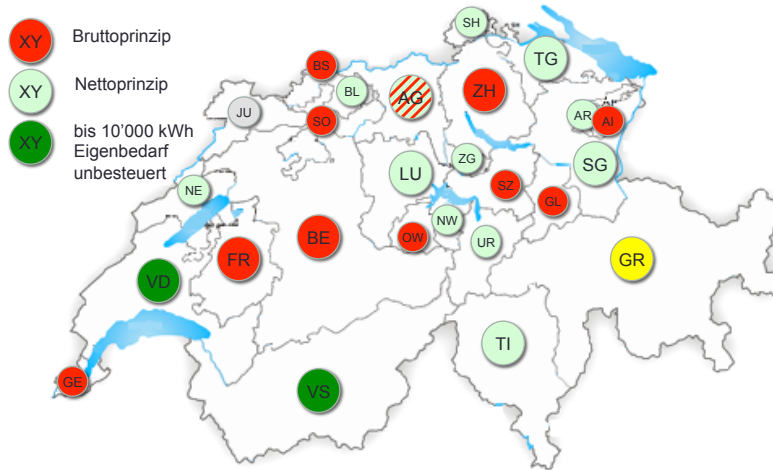 XY Bruttoprinzip
XY Nettoprinzip
XY bis 10'000 kWh
Eigenbedarf
unbesteuert
SH
TG
BS
BL
AG
ZH
JU
SO
AR
AI
NE
LU
ZG
SG
SZ
GL
NW
OW
BE
UR
FR
GR
VD
TI
GE
VS